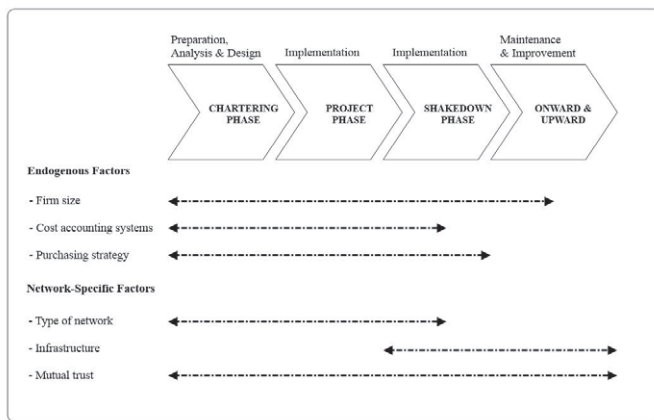 Preparation,
Analysis & Design
Implementation
Implementation
Maintenance
& Improvement
CHARTERING
PHASE
PROJECT
PHASE
SHAKEDOWN
PHASE
ONWARD &
UPWARD
Endogenous Factors
- Firm size
- Cost accounting systems
- Purchasing strategy
Network-Specific Factors
- Type of network
- Infrastructure
- Mutual trust